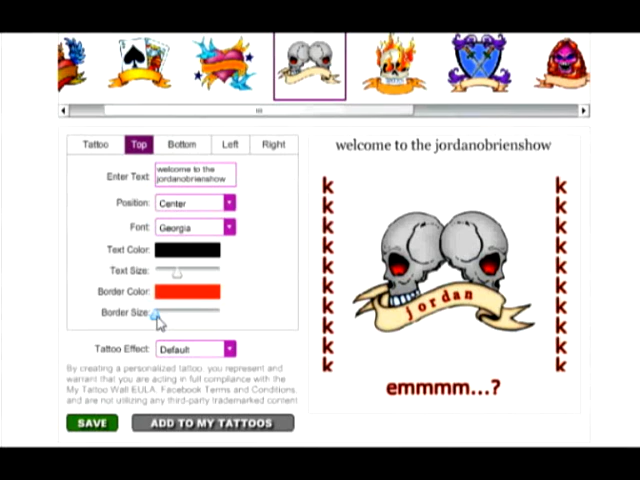 Tattoo Top Bottom Left Right
Enter Text: welcome to the
jordanobrienshow
Position: Center
Font: Georgia
Text Color:
Text Size:
Border Color:
Border Size:
Tattoo Effect: Default
By creating a personalized tattoo, you represent and
warrant that you are acting in full compliance with the
My Tattoo Wall EULA, Facebook Terms and Conditions,
and are not utilizing any third-party trademarked content
SAVE
ADD TO MY TATTOOS
welcome to the jordanobrienshow
k k
k k
k k
k k
k k
k k
k k
k k
k k
k k
jordan
emmmm...?